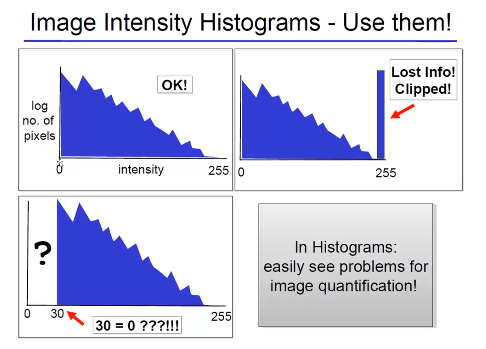 Image Intensity Histograms - Use them!
OK!
log
no. of
pixels
0
intensity
255
Lost Info!
Clipped!
0
255
?
0
30
255
30 = 0 ???!!!
In Histograms:
easily see problems for
image quantification!